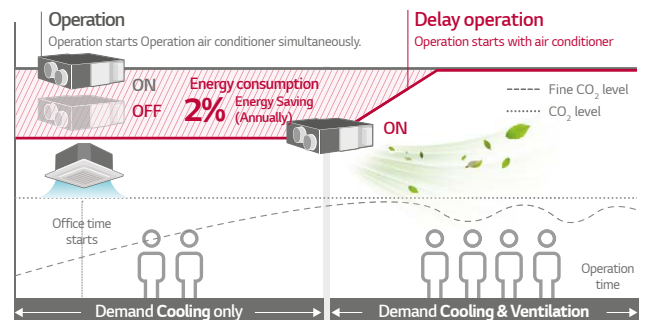 Operation
Operation starts Operation air conditioner simultaneously.
Delay operation
Operation starts with air conditioner
ON
OFF
Energy consumption
2% Energy Saving
(Annually)
ON
Fine CO2 level
CO2 level
Office time
starts
Operation
time
Demand Cooling only
Demand Cooling & Ventilation